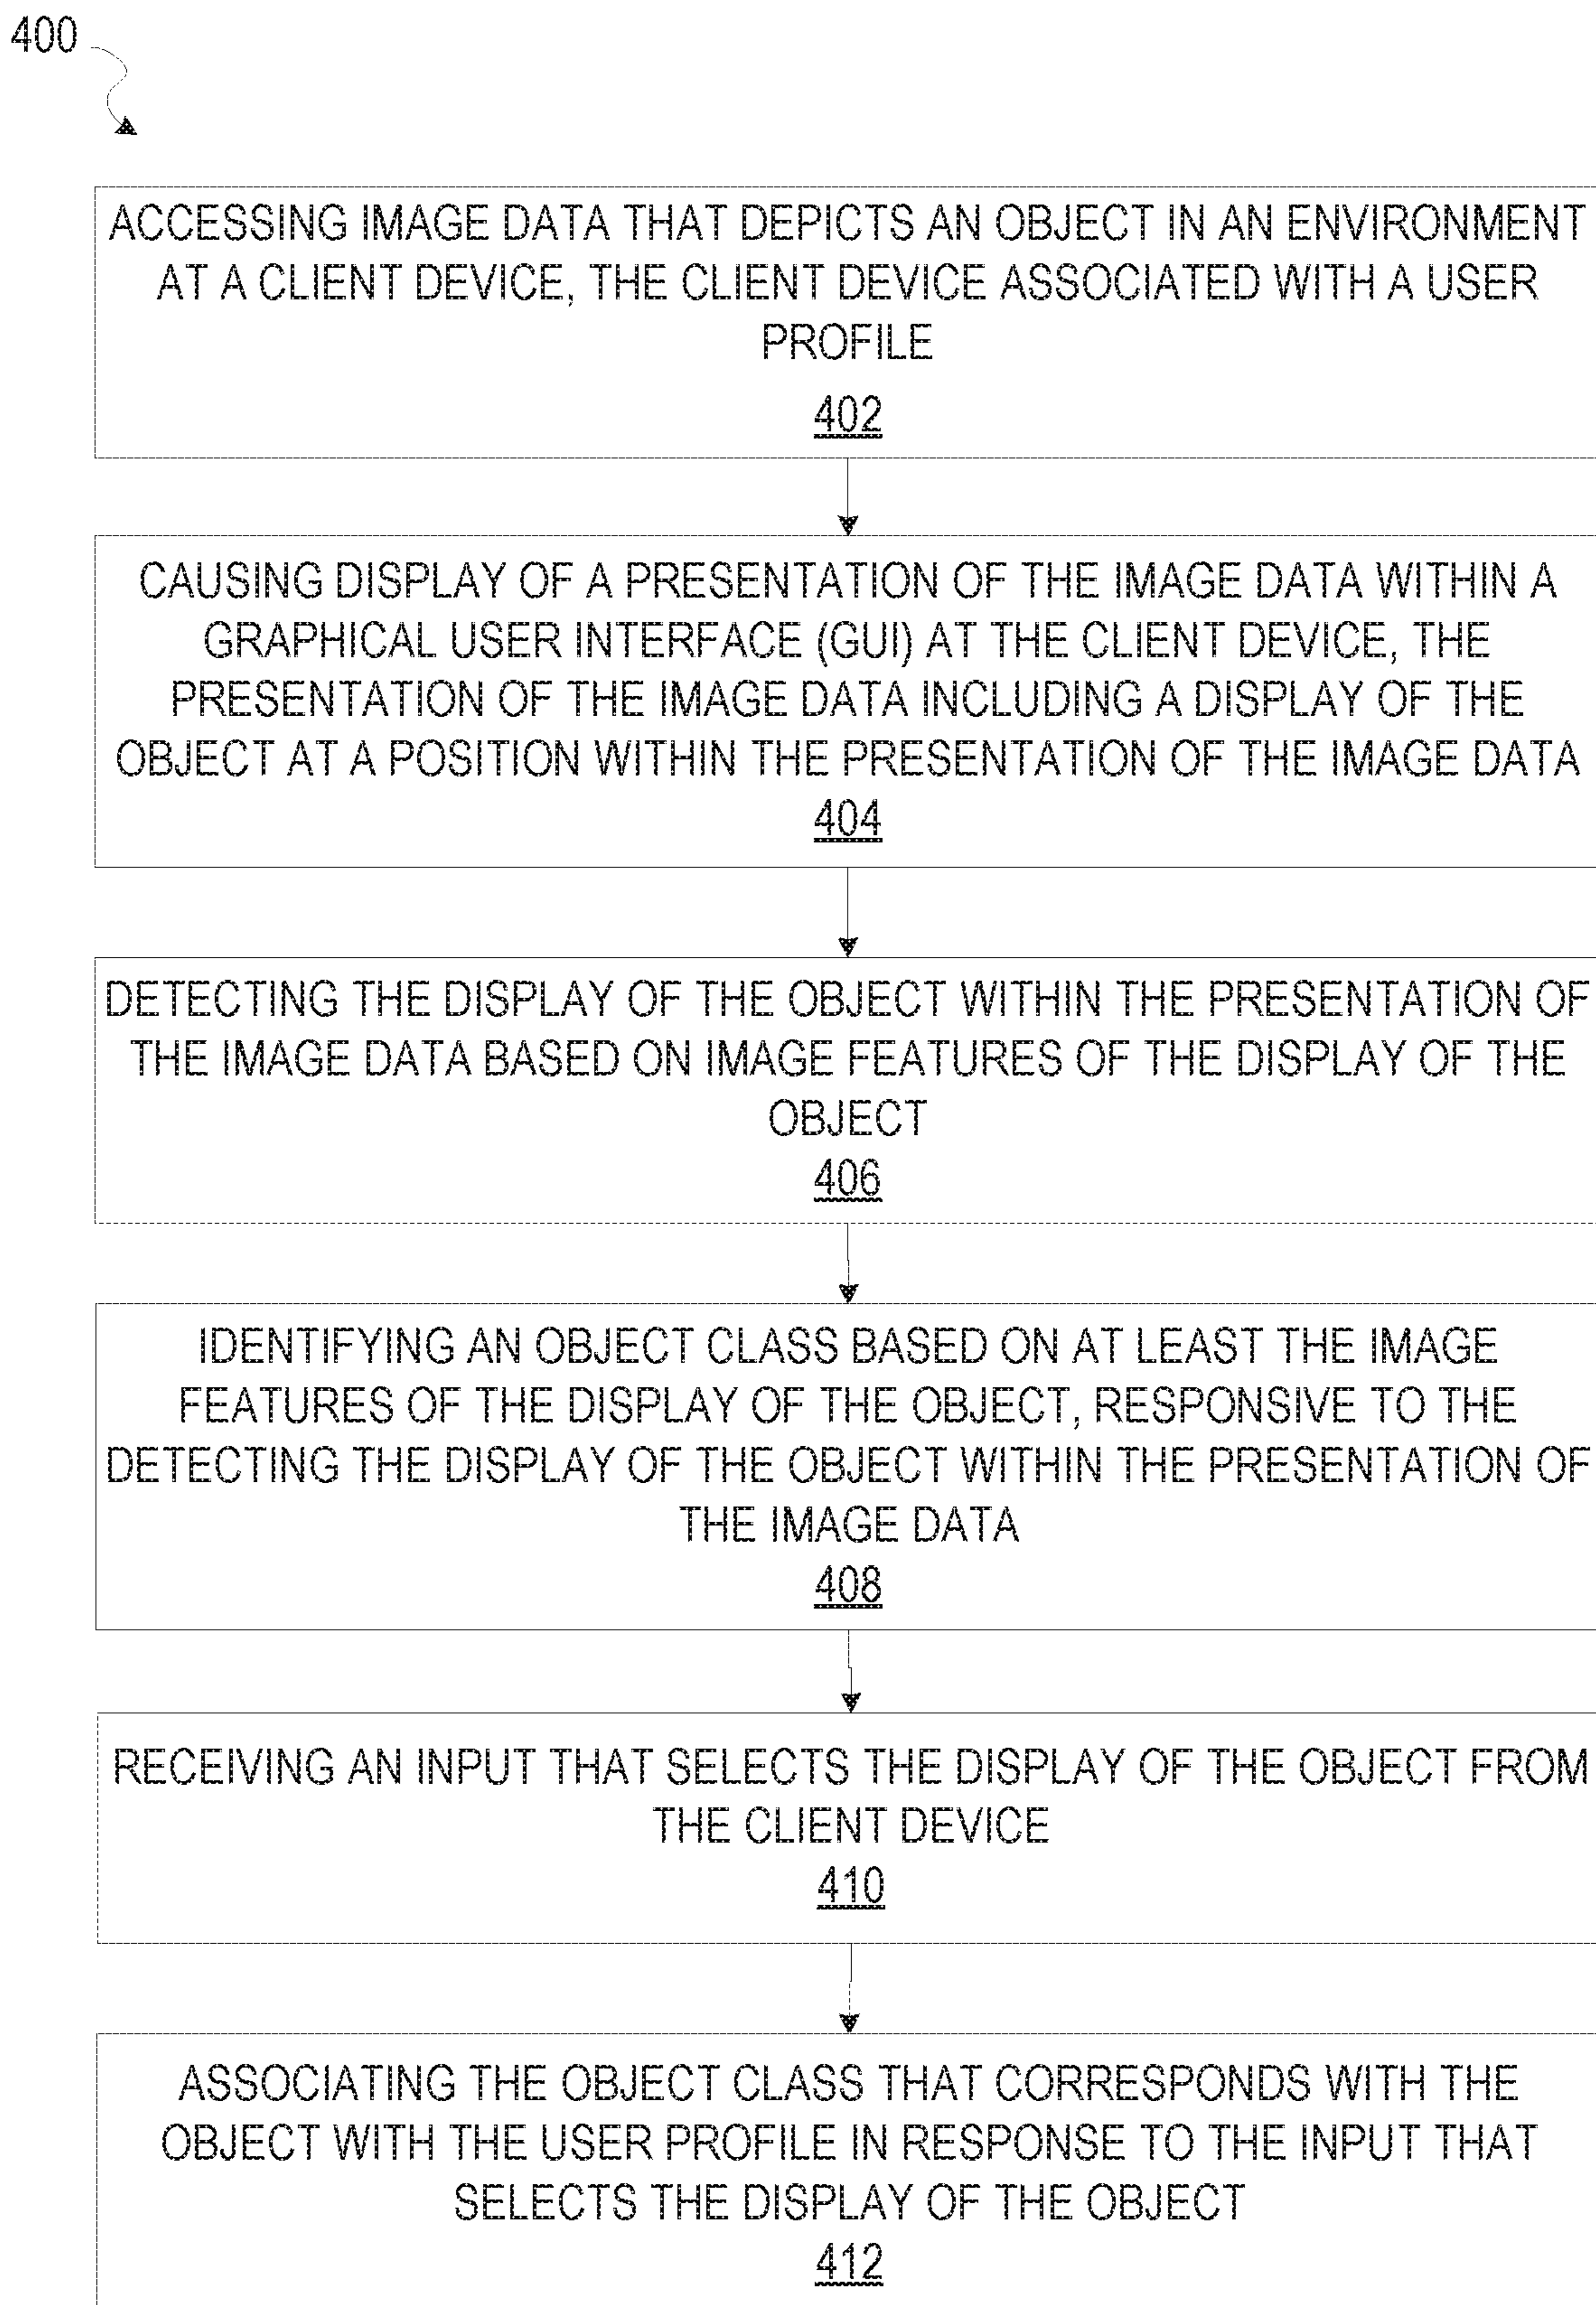 400
ACCESSING IMAGE DATA THAT DEPICTS AN OBJECT IN AN ENVIRONMENT
AT A CLIENT DEVICE, THE CLIENT DEVICE ASSOCIATED WITH A USER
PROFILE
402
CAUSING DISPLAY OF A PRESENTATION OF THE IMAGE DATA WITHIN A
GRAPHICAL USER INTERFACE (GUI) AT THE CLIENT DEVICE, THE
PRESENTATION OF THE IMAGE DATA INCLUDING A DISPLAY OF THE
OBJECT AT A POSITION WITHIN THE PRESENTATION OF THE IMAGE DATA
404
DETECTING THE DISPLAY OF THE OBJECT WITHIN THE PRESENTATION OF
THE IMAGE DATA BASED ON IMAGE FEATURES OF THE DISPLAY OF THE
OBJECT
406
IDENTIFYING AN OBJECT CLASS BASED ON AT LEAST THE IMAGE
FEATURES OF THE DISPLAY OF THE OBJECT, RESPONSIVE TO THE
DETECTING THE DISPLAY OF THE OBJECT WITHIN THE PRESENTATION OF
THE IMAGE DATA
408
RECEIVING AN INPUT THAT SELECTS THE DISPLAY OF THE OBJECT FROM
THE CLIENT DEVICE
410
ASSOCIATING THE OBJECT CLASS THAT CORRESPONDS WITH THE
OBJECT WITH THE USER PROFILE IN RESPONSE TO THE INPUT THAT
SELECTS THE DISPLAY OF THE OBJECT
412